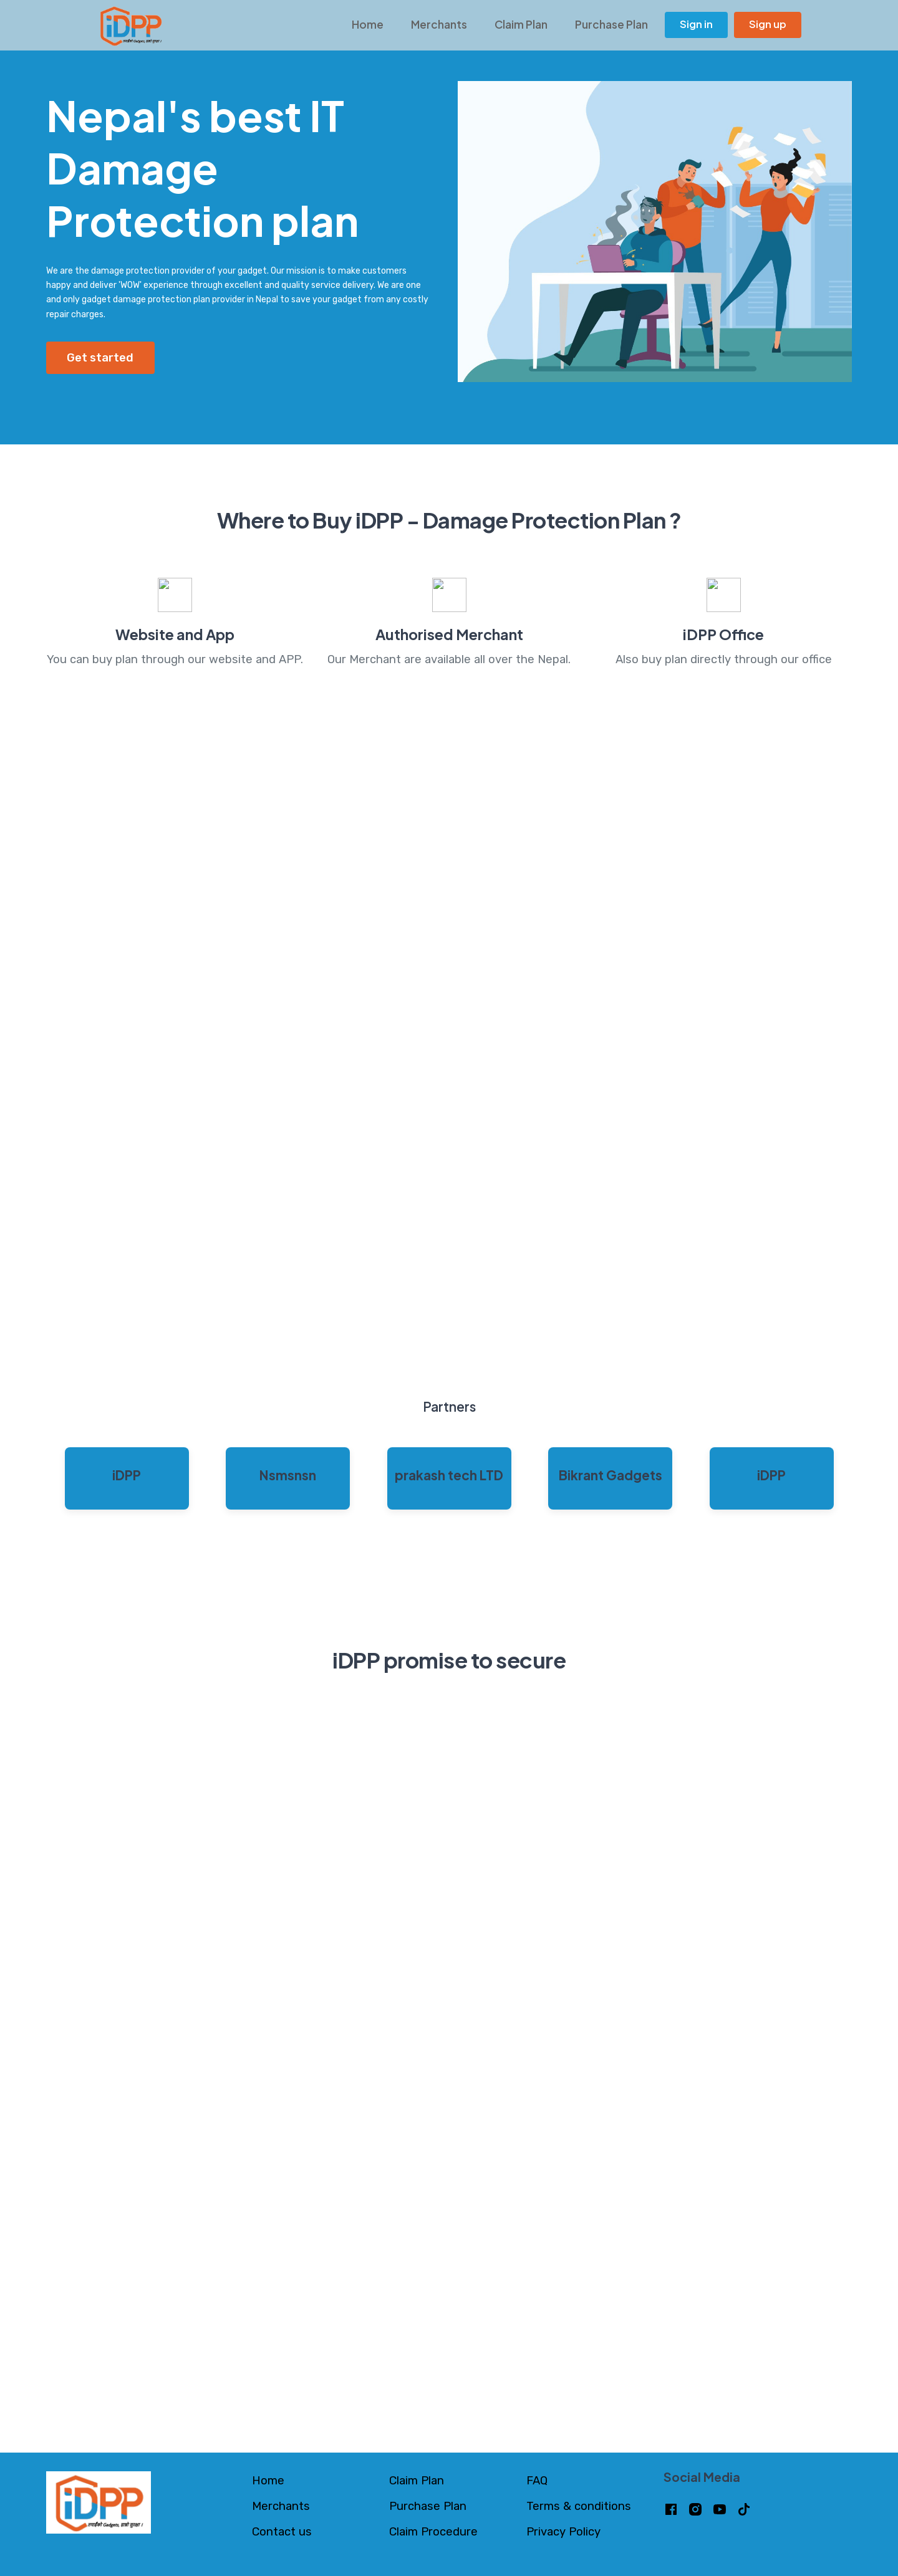 iDPP
Home
Merchants
Claim Plan
Purchase Plan
Sign in
Sign up
Nepal's best IT
Damage
Protection plan
We are the damage protection provider of your gadget. Our mission is to make customers
happy and deliver 'WOW' experience through excellent and quality service delivery. We are one
and only gadget damage protection plan provider in Nepal to save your gadget from any costly
repair charges.
Get started
Where to Buy iDPP - Damage Protection Plan ?
Website and App
You can buy plan through our website and APP.
Authorised Merchant
Our Merchant are available all over the Nepal.
iDPP Office
Also buy plan directly through our office
Partners
iDPP
Nsmsnsn
prakash tech LTD
Bikrant Gadgets
iDPP
iDPP promise to secure
iDPP
Home
Merchants
Contact us
Claim Plan
Purchase Plan
Claim Procedure
FAQ
Terms & conditions
Privacy Policy
Social Media